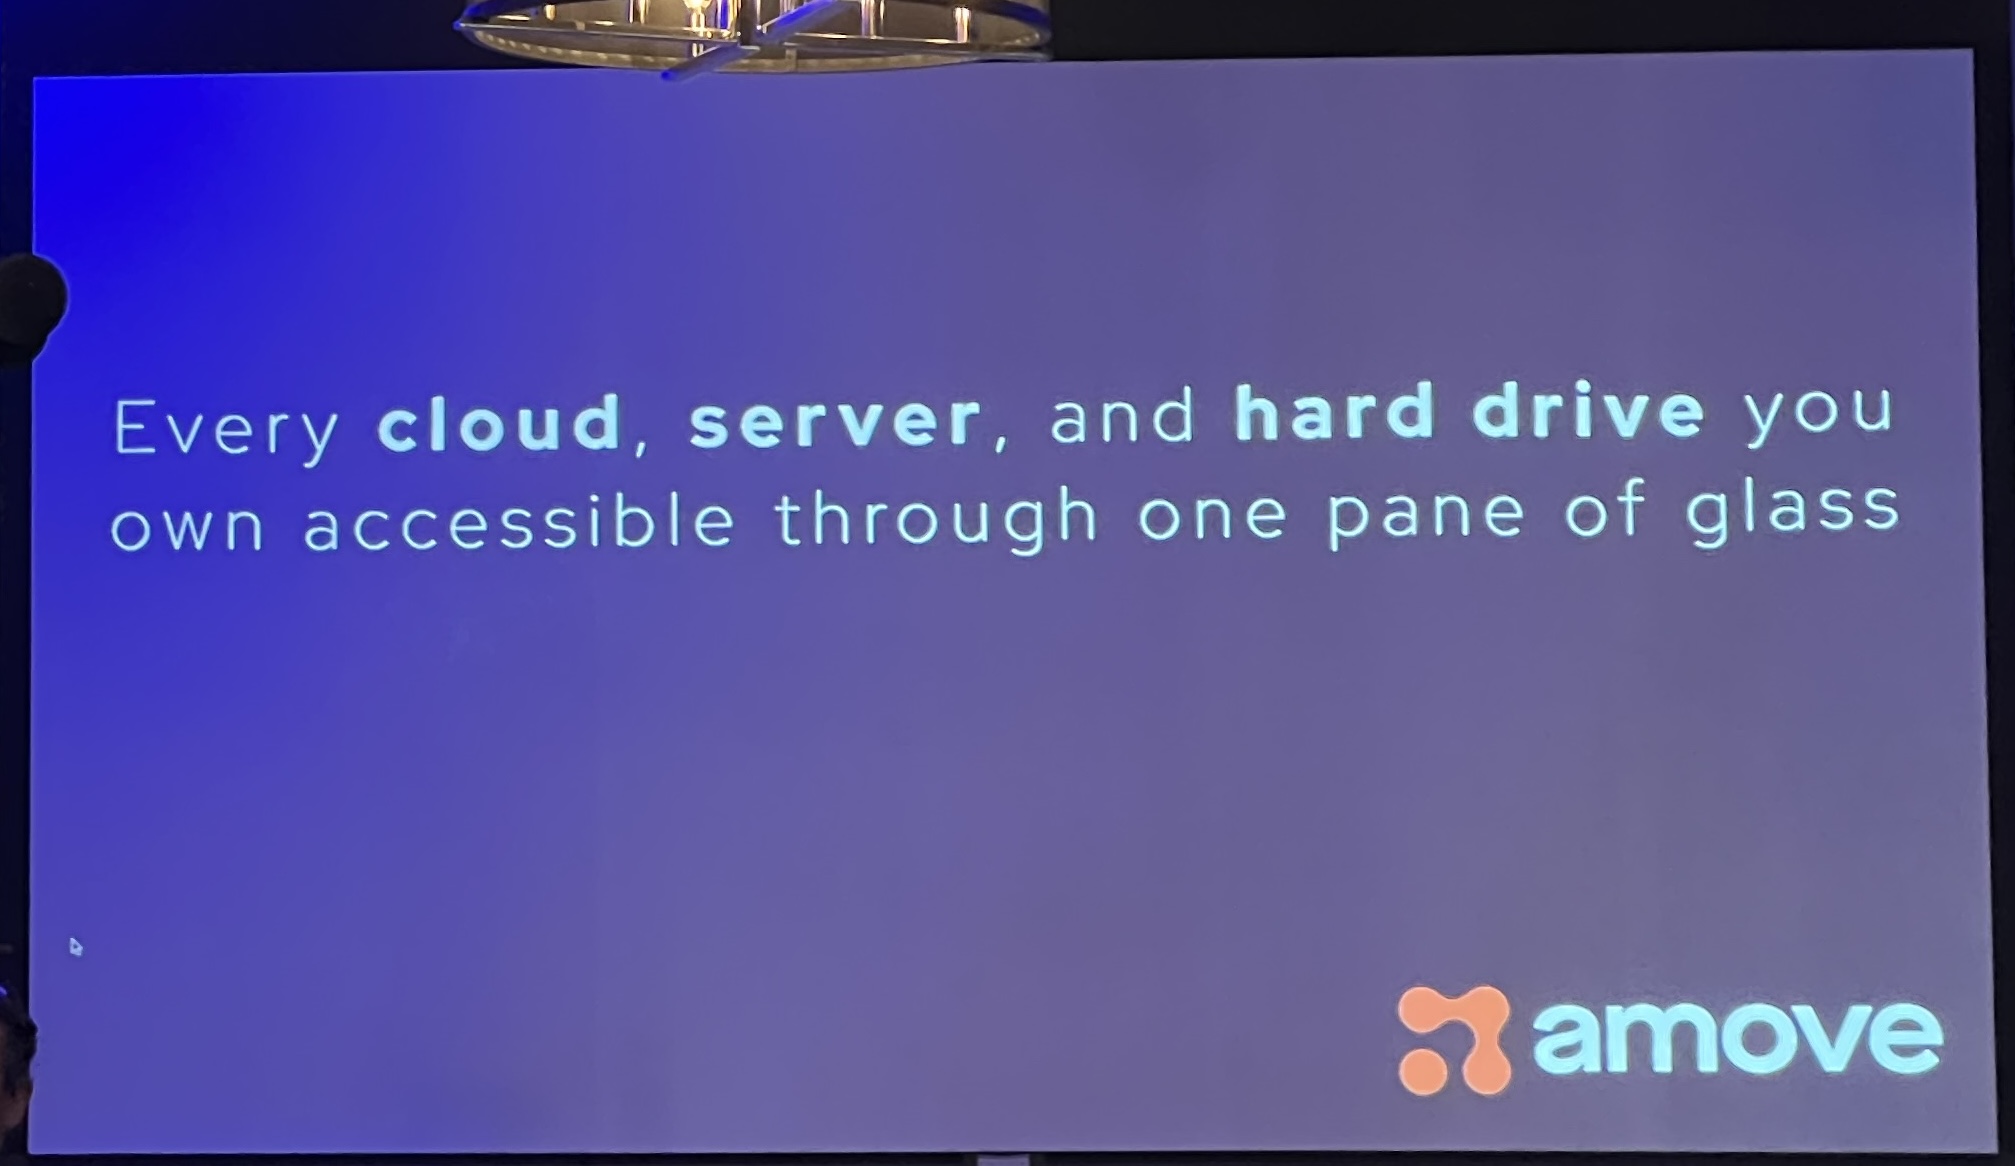 Every cloud, server, and hard drive you
own accessible through one pane of glass
amove